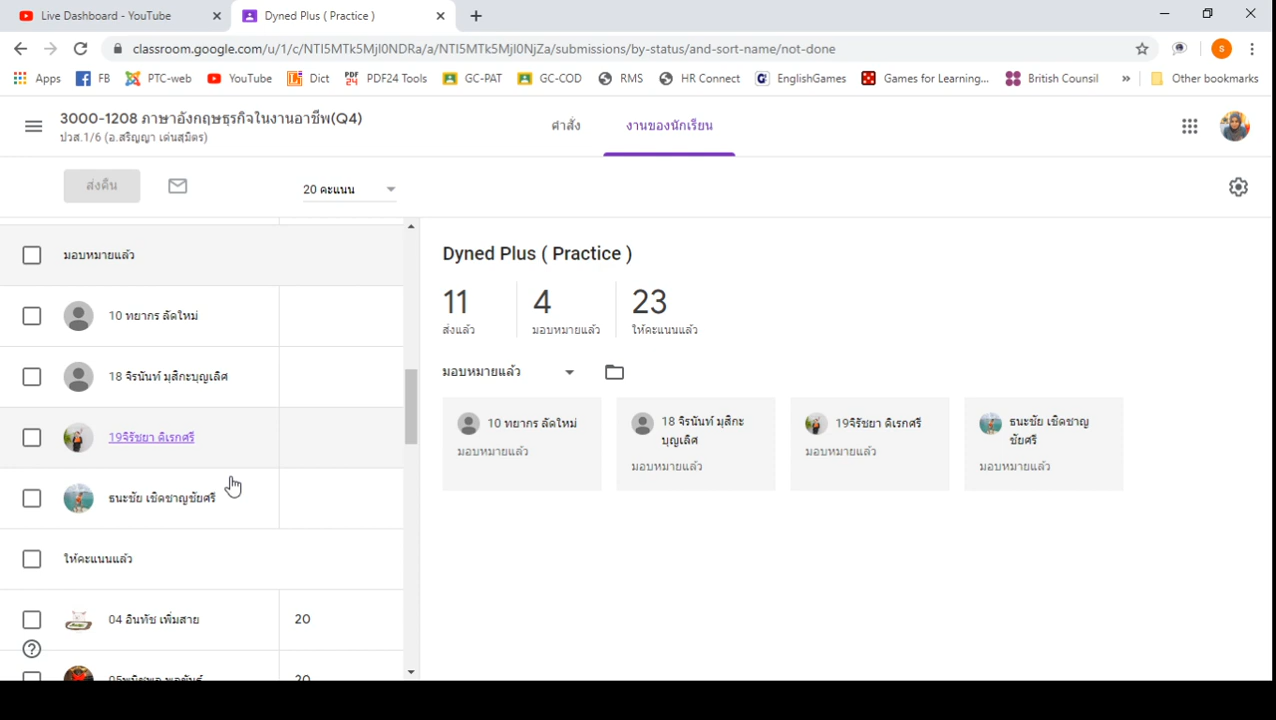 Live Dashboard - YouTube
Dyned Plus ( Practice )
classroom.google.com/u/1/c/NTI5MTk5MjI0NDRa/a/NTI5MTk5MjI0NjZa/submissions/by-status/and-sort-name/not-done
S
Apps FB PTC-web YouTube Dict PDF24 Tools GC-PAT GC-COD RMS HR Connect EnglishGames Games for Learning... British Counsil » Other bookmarks
3000-1208 ภาษาอังกฤษธุรกิจในงานอาชีพ(Q4)
ปวส.1/6 (อ.สริญญา เด่นสุมิตร)
คำสั่ง งานของนักเรียน
ส่งคืน 20 คะแนน
มอบหมายแล้ว
10 ทยากร ลัดใหม่
18 จิรนันท์ มุสิกะบุญเลิศ
19จิรัชยา ดิเรกศรี
ธนะชัย เชิดชาญชัยศรี
ให้คะแนนแล้ว
04 อินทัช เพิ่มสาย 20
20
Dyned Plus ( Practice )
11 4 23
ส่งแล้ว มอบหมายแล้ว ให้คะแนนแล้ว
มอบหมายแล้ว
10 ทยากร ลัดใหม่
มอบหมายแล้ว
18 จิรนันท์ มุสิกะ
บุญเลิศ
มอบหมายแล้ว
19จิรัชยา ดิเรกศรี
มอบหมายแล้ว
ธนะชัย เชิดชาญ
ชัยศรี
มอบหมายแล้ว